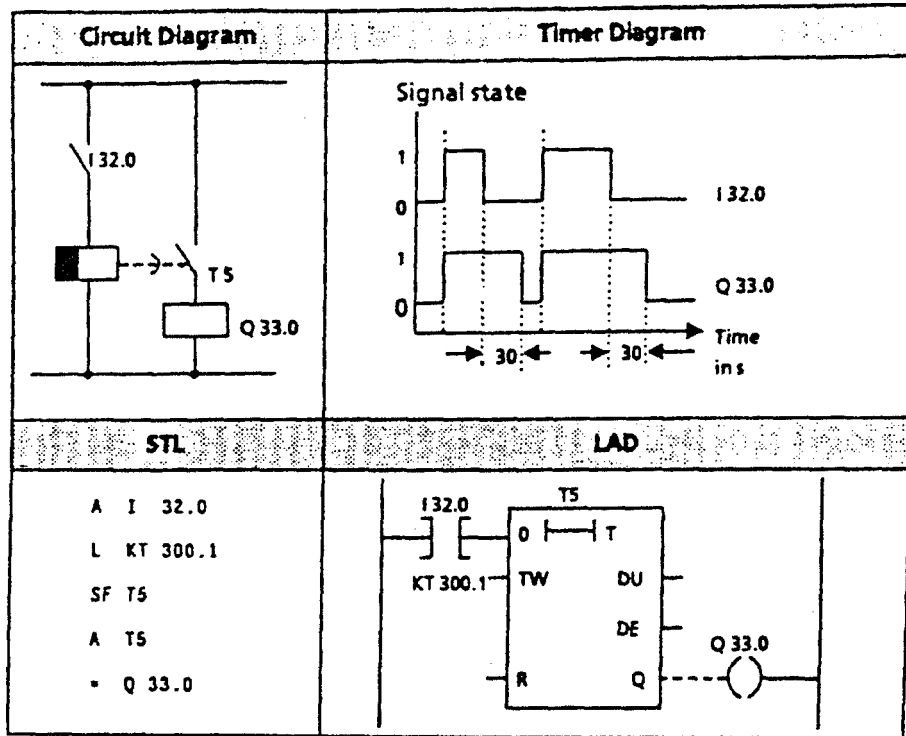 Circuit Diagram
Timer Diagram
I 32.0
T 5
Q 33.0
Signal state
1
0
I 32.0
1
0
Q 33.0
Time
in s
30
30
STL
LAD
A I 32.0
L KT 300.1
SF T5
A T5
= Q 33.0
I 32.0
T5
0 T
KT 300.1
TW
DU
DE
Q 33.0
R
Q